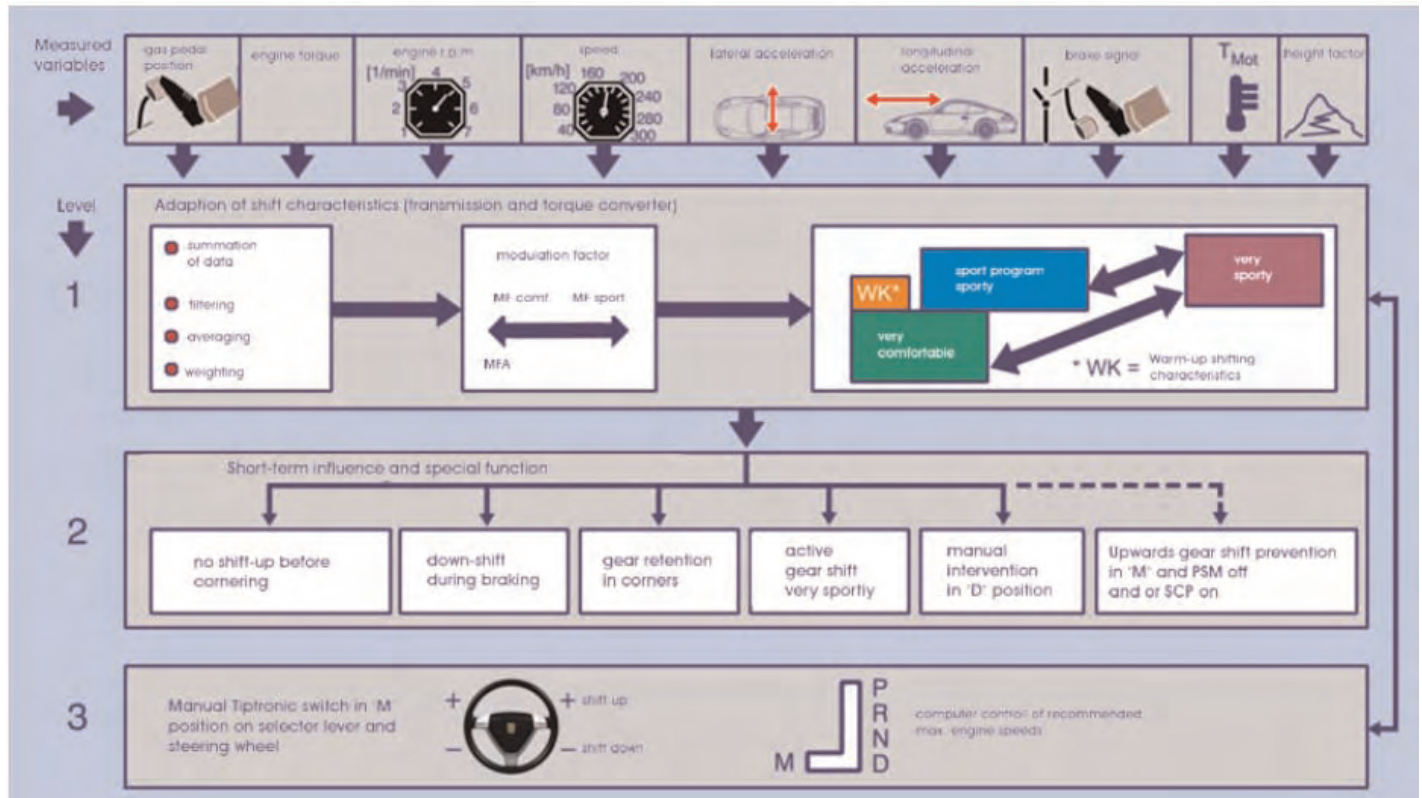 Measured
variables
gas pedal
position
engine torque
engine r.p.m
[1/min]
1
2
3
4
5
6
7
speed
[km/h]
40
80
120
160
200
240
280
300
lateral acceleration
longitudinal
acceleration
brake signal
TMot
height factor
Level
1
Adaption of shift characteristics (transmission and torque converter)
summation
of data
filtering
averaging
weighting
modulation factor
MF comf. MF sport
MFA
WK*
very
comfortable
sport program
sporty
very
sporty
* WK = Warm-up shifting
characteristics
2
Short-term influence and special function
no shift-up before
cornering
down-shift
during braking
gear retention
in corners
active
gear shift
very sportly
manual
intervention
in "D" position
Upwards gear shift prevention
in "M" and PSM off
and or SCP on
3
Manual Tiptronic switch in 'M
position on selector lever and
steering wheel
+ + shift up
– – shift down
P
R
N
M D
computer controll of recommended
max. engine speeds